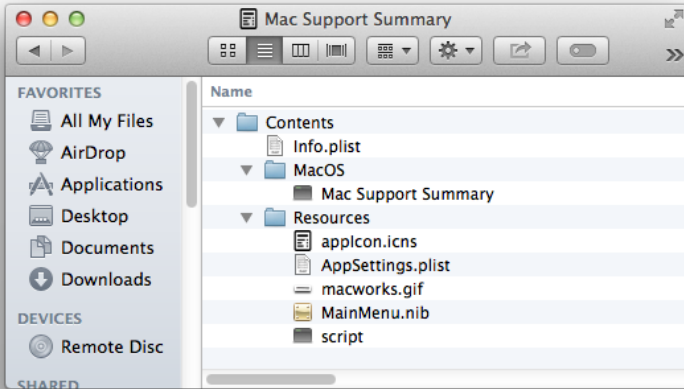 Mac Support Summary
FAVORITES
All My Files
AirDrop
Applications
Desktop
Documents
Downloads
DEVICES
Remote Disc
SHARED
Name
Contents
Info.plist
MacOS
Mac Support Summary
Resources
appIcon.icns
AppSettings.plist
macworks.gif
MainMenu.nib
script